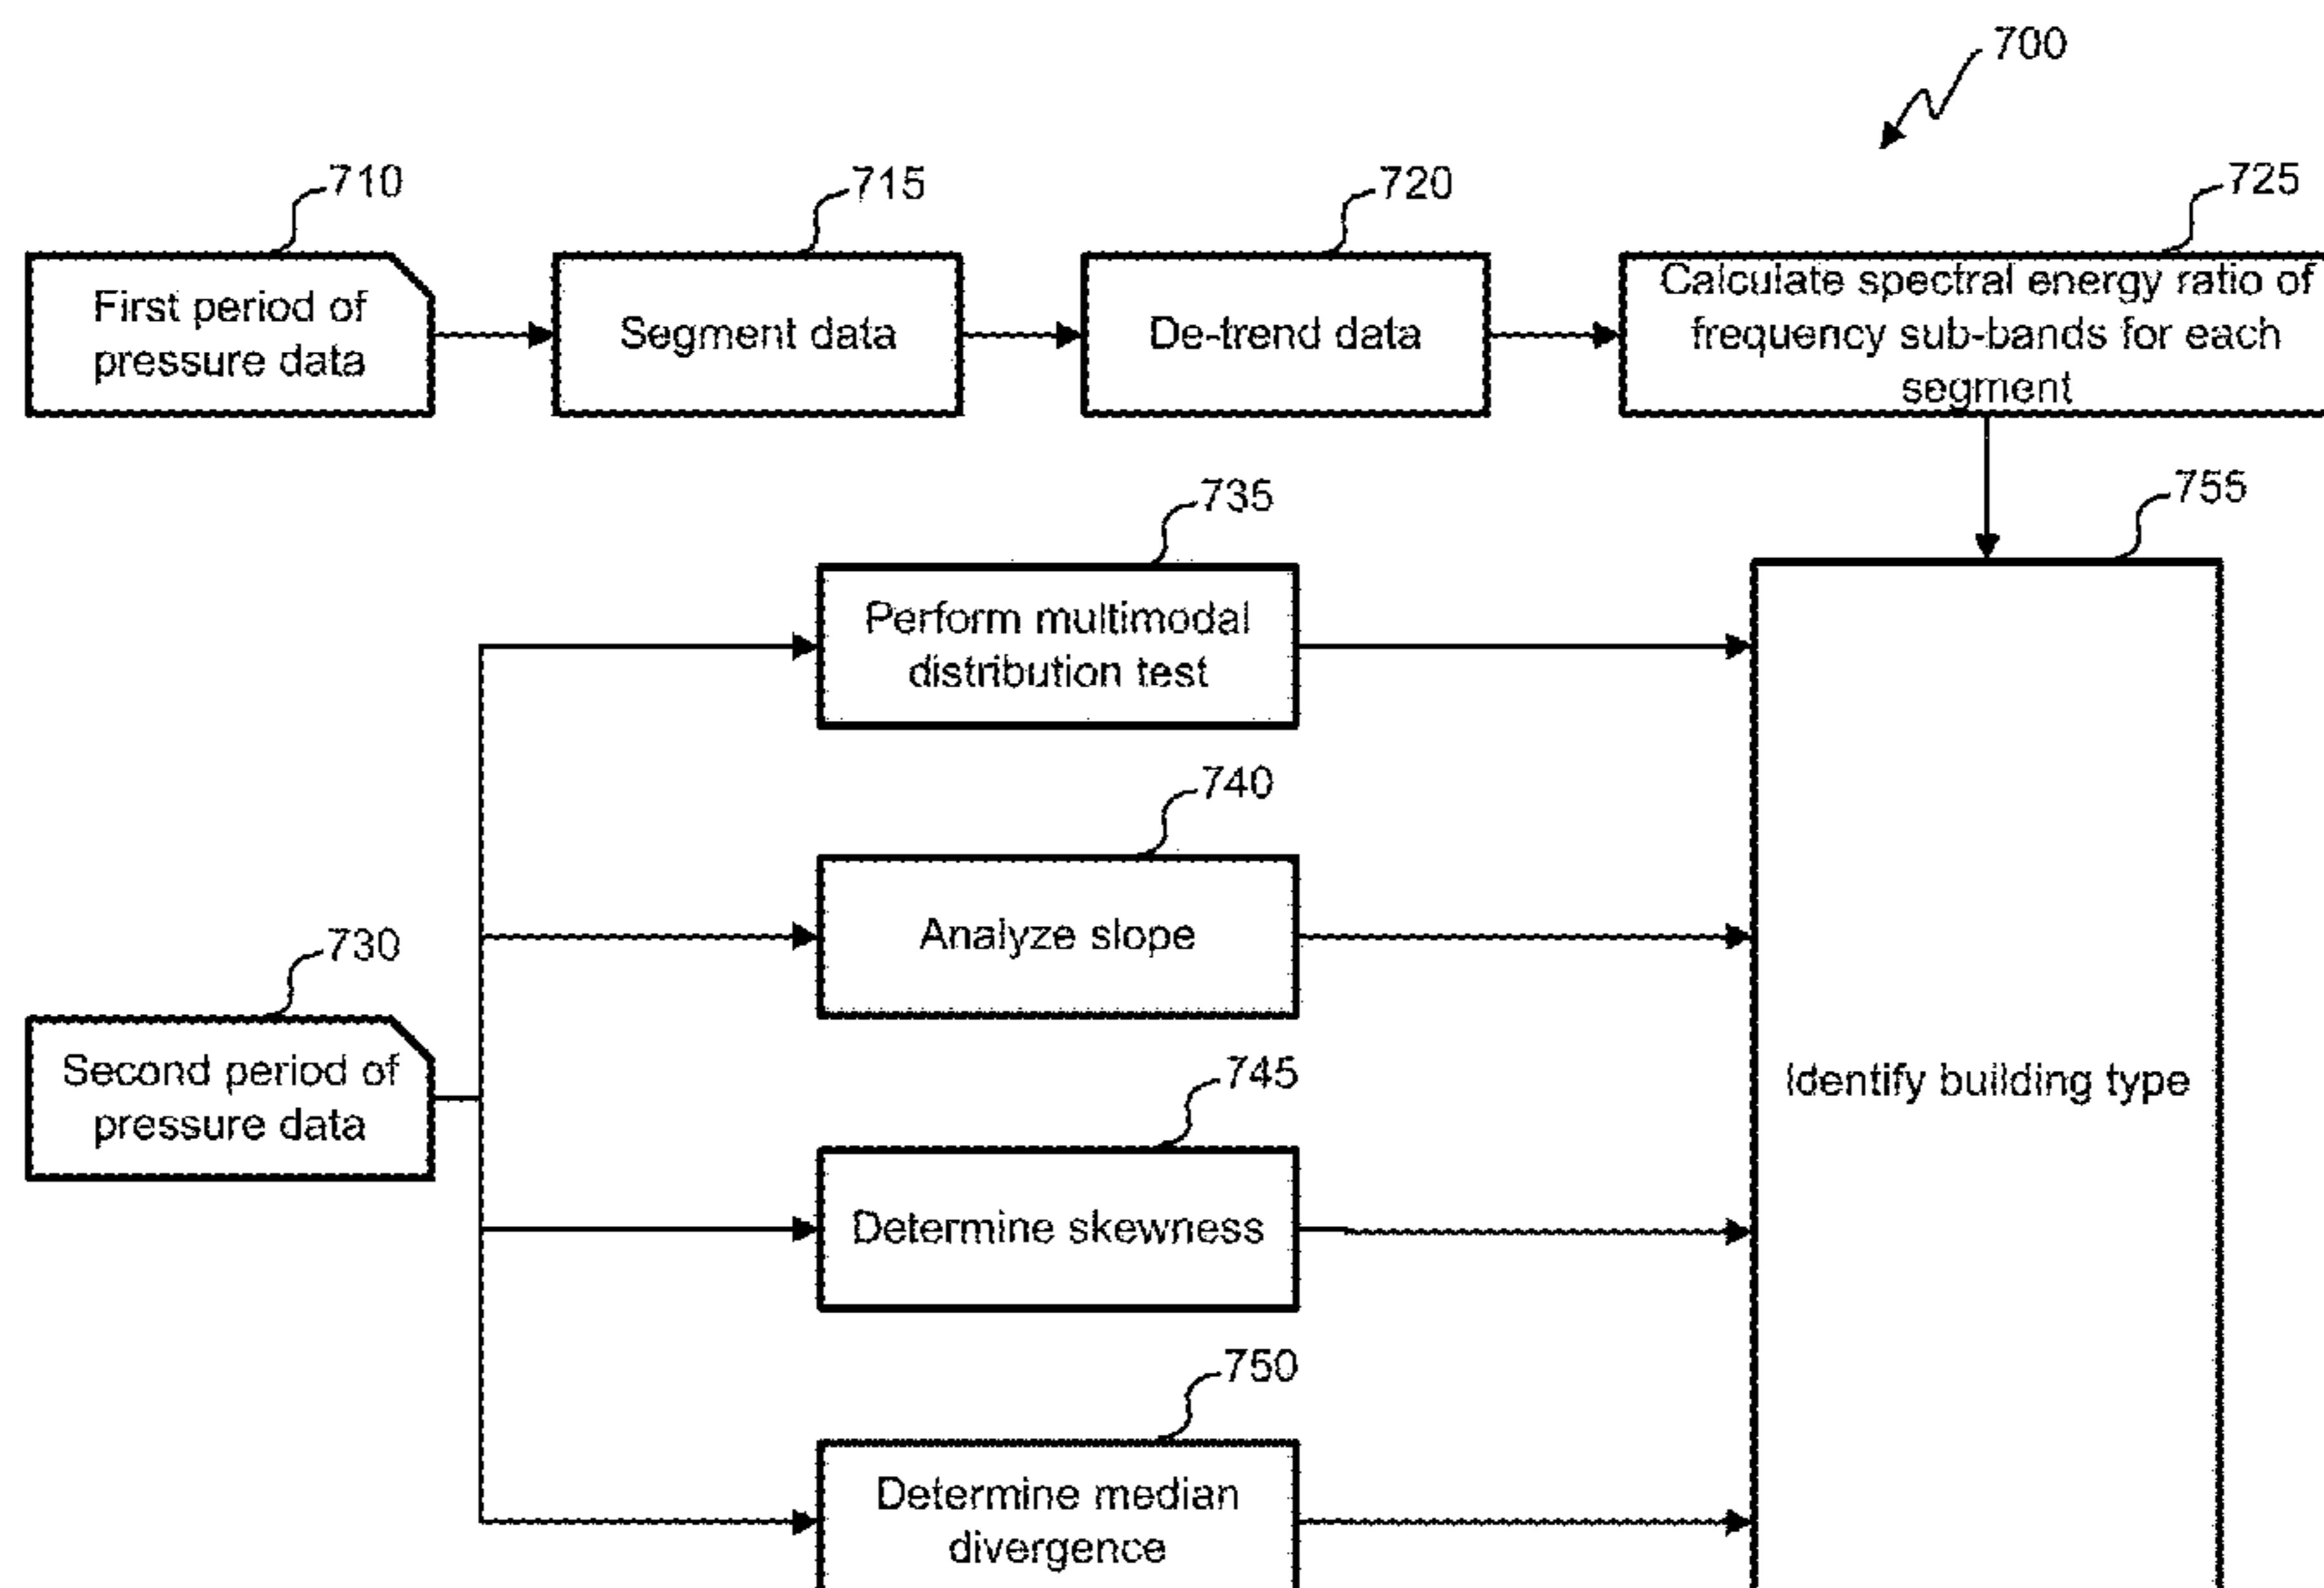 700
710
715
720
725
First period of
pressure data
Segment data
De-trend data
Calculate spectral energy ratio of
frequency sub-bands for each
segment
735
755
Perform multimodal
distribution test
740
Analyze slope
730
Second period of
pressure data
745
Identify building type
Determine skewness
750
Determine median
divergence